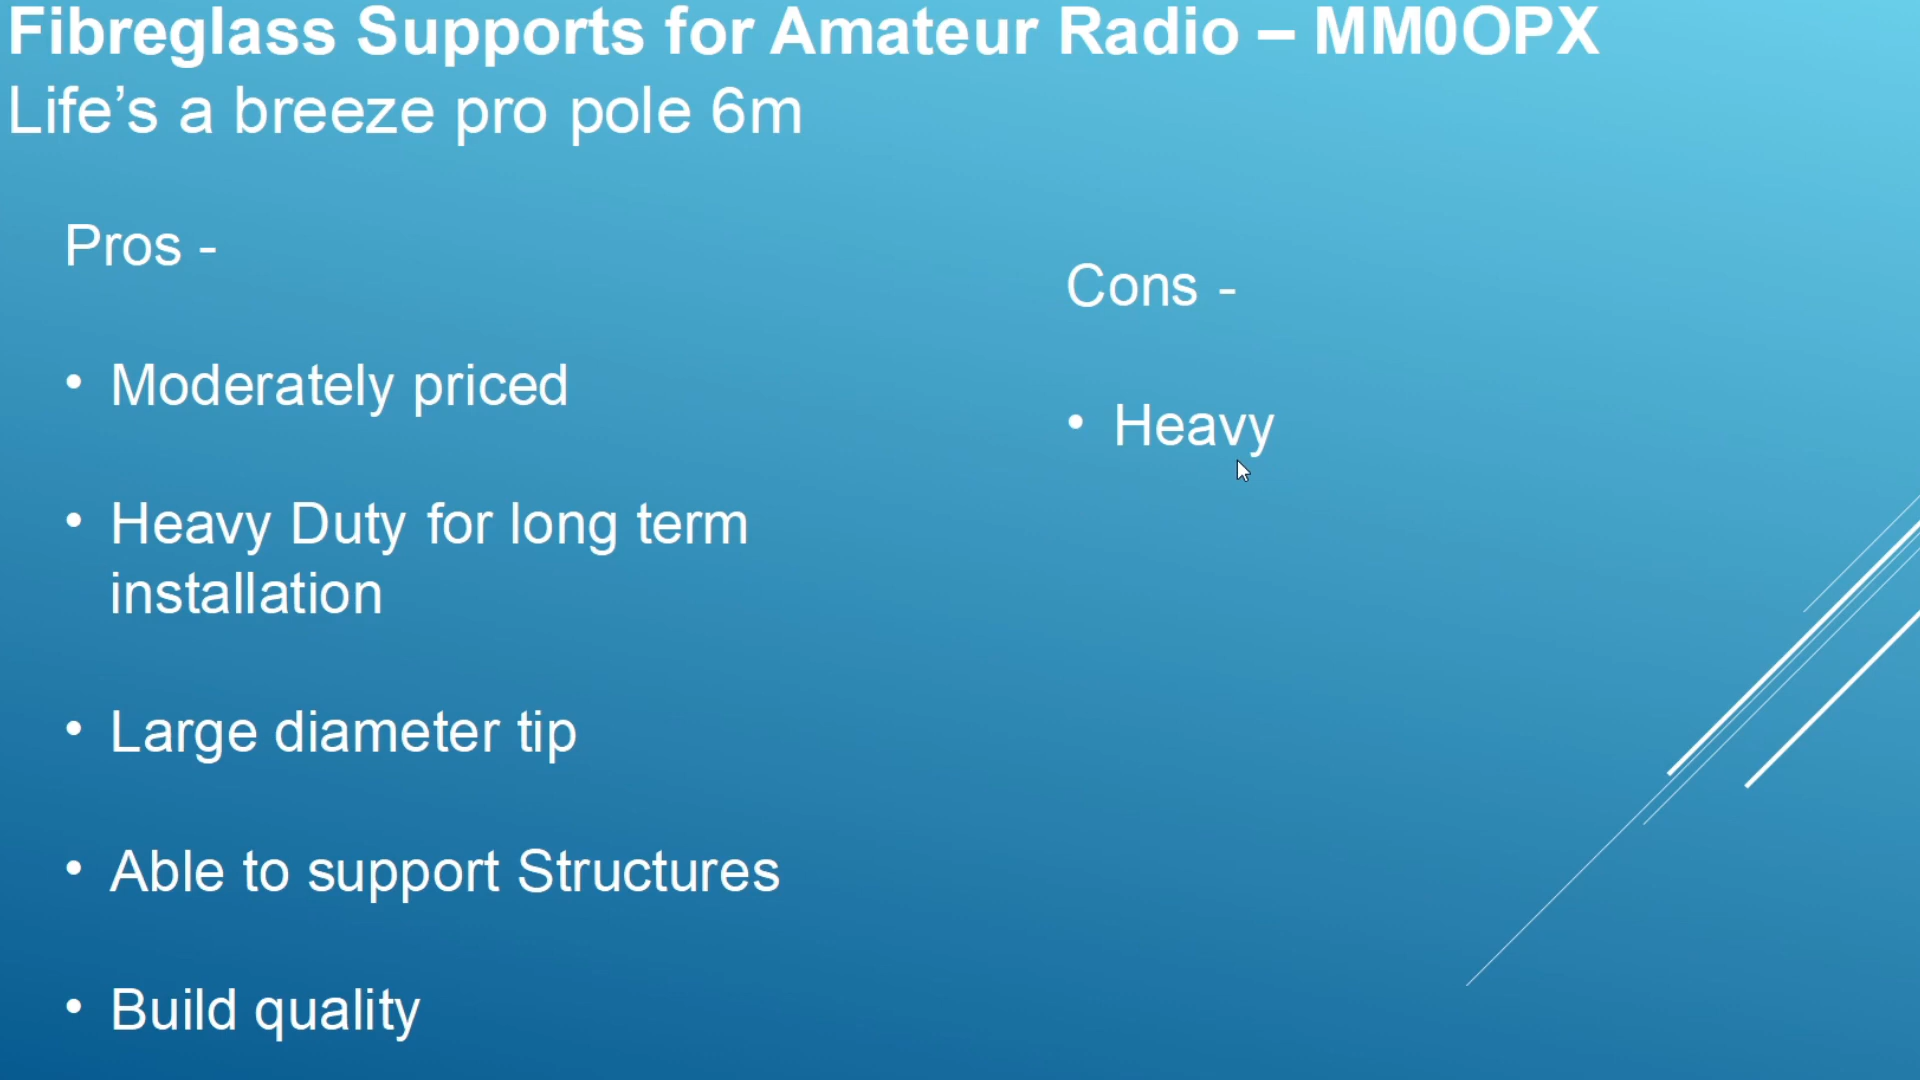 Fibreglass Supports for Amateur Radio – MM0OPX
Life’s a breeze pro pole 6m
Pros -
• Moderately priced
• Heavy Duty for long term
installation
• Large diameter tip
• Able to support Structures
• Build quality
Cons -
• Heavy